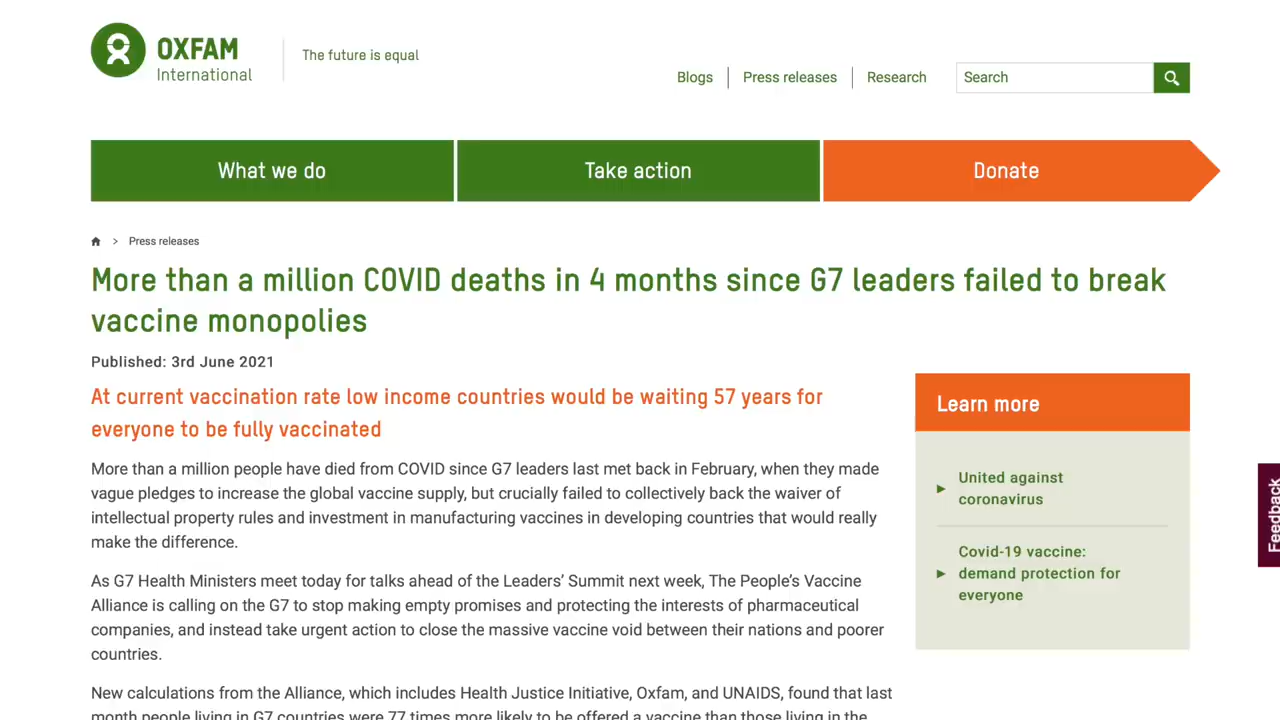 OXFAM
International
The future is equal
Blogs
Press releases
Research
Search
What we do
Take action
Donate
> Press releases
More than a million COVID deaths in 4 months since G7 leaders failed to break
vaccine monopolies
Published: 3rd June 2021
At current vaccination rate low income countries would be waiting 57 years for
everyone to be fully vaccinated
More than a million people have died from COVID since G7 leaders last met back in February, when they made
vague pledges to increase the global vaccine supply, but crucially failed to collectively back the waiver of
intellectual property rules and investment in manufacturing vaccines in developing countries that would really
make the difference.
As G7 Health Ministers meet today for talks ahead of the Leaders’ Summit next week, The People’s Vaccine
Alliance is calling on the G7 to stop making empty promises and protecting the interests of pharmaceutical
companies, and instead take urgent action to close the massive vaccine void between their nations and poorer
countries.
New calculations from the Alliance, which includes Health Justice Initiative, Oxfam, and UNAIDS, found that last
month people living in G7 countries were 77 times more likely to be offered a vaccine than those living in the
Learn more
United against
coronavirus
Covid-19 vaccine:
demand protection for
everyone
Feedback